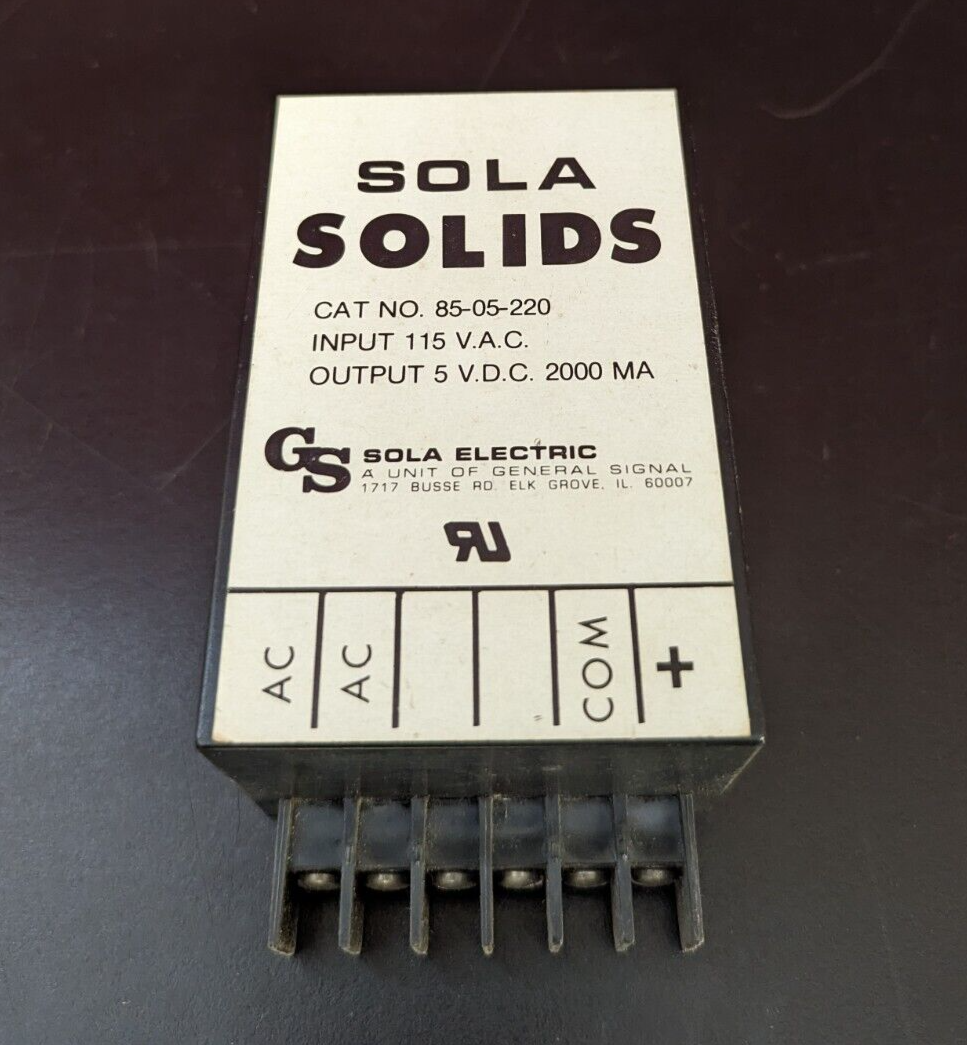 SOLA
SOLIDS
CAT NO. 85-05-220
INPUT 115 V.A.C.
OUTPUT 5 V.D.C. 2000 MA
GS
SOLA ELECTRIC
A UNIT OF GENERAL SIGNAL
1717 BUSSE RD. ELK GROVE, IL. 60007
RU
AC AC COM +